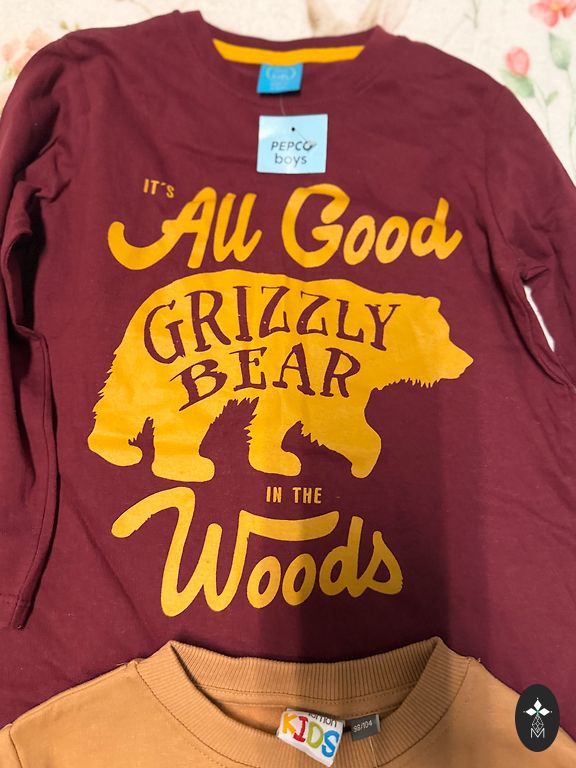 PEPCO
boys
IT'S
All Good
GRIZZLY
BEAR
IN THE
Woods
KIDS
98/104
M